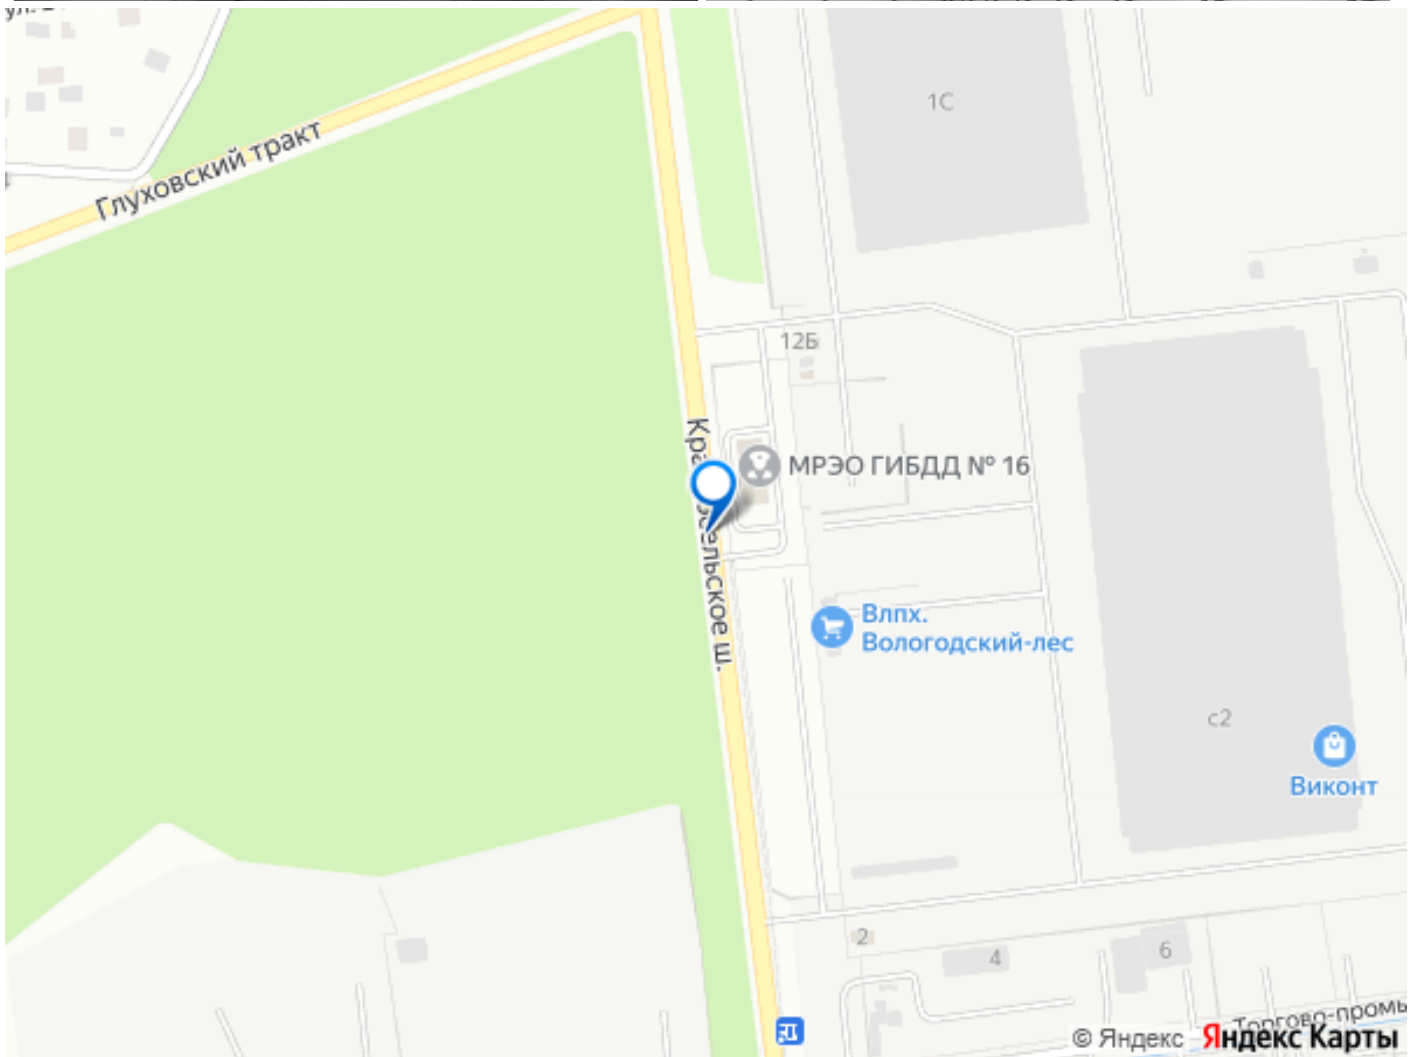 ул.
1С
Глуховский тракт
12Б
МРЭО ГИБДД № 16
Влпх.
Вологодский-лес
с2
Виконт
2
4
6
© Яндекс Яндекс Карты